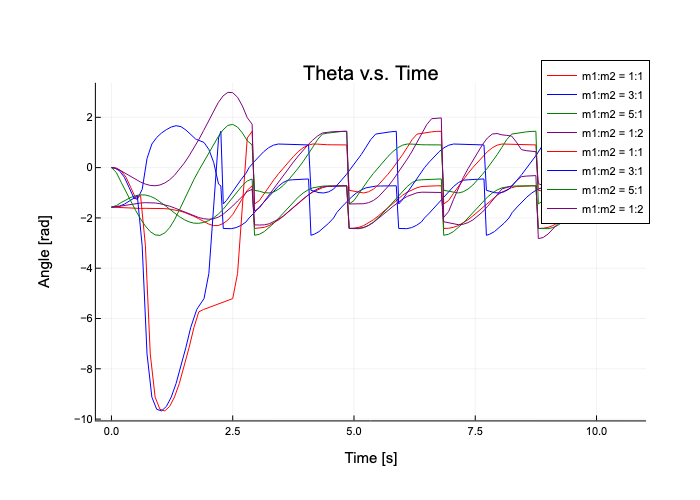 Theta v.s. Time
m1:m2 = 1:1
m1:m2 = 3:1
m1:m2 = 5:1
m1:m2 = 1:2
m1:m2 = 1:1
m1:m2 = 3:1
m1:m2 = 5:1
m1:m2 = 1:2
Angle [rad]
2
0
−2
−4
−6
−8
−10
0.0 2.5 5.0 7.5 10.0
Time [s]